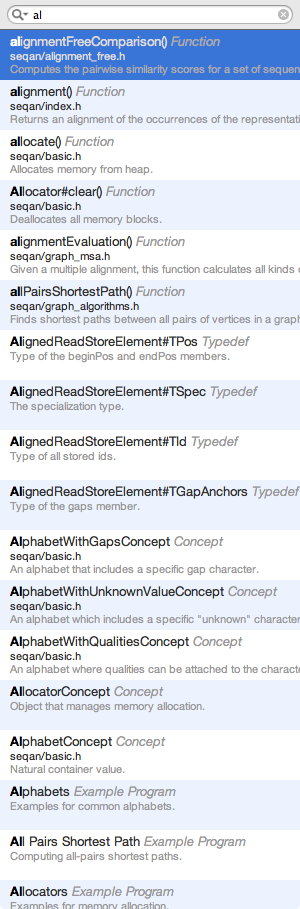 al
alignmentFreeComparison() Function
seqan/alignment_free.h
Computes the pairwise similarity scores for a set of sequen
alignment() Function
seqan/index.h
Returns an alignment of the occurrences of the representati
allocate() Function
seqan/basic.h
Allocates memory from heap.
Allocator#clear() Function
seqan/basic.h
Deallocates all memory blocks.
alignmentEvaluation() Function
seqan/graph_msa.h
Given a multiple alignment, this function calculates all kinds o
allPairsShortestPath() Function
seqan/graph_algorithms.h
Finds shortest paths between all pairs of vertices in a graph
AlignedReadStoreElement#TPos Typedef
Type of the beginPos and endPos members.
AlignedReadStoreElement#TSpec Typedef
The specialization type.
AlignedReadStoreElement#TId Typedef
Type of all stored ids.
AlignedReadStoreElement#TGapAnchors Typedef
Type of the gaps member.
AlphabetWithGapsConcept Concept
seqan/basic.h
An alphabet that includes a specific gap character.
AlphabetWithUnknownValueConcept Concept
seqan/basic.h
An alphabet which includes a specific "unknown" character
AlphabetWithQualitiesConcept Concept
seqan/basic.h
An alphabet where qualities can be attached to the characte
AllocatorConcept Concept
Object that manages memory allocation.
AlphabetConcept Concept
seqan/basic.h
Natural container value.
Alphabets Example Program
Examples for common alphabets.
All Pairs Shortest Path Example Program
Computing all-pairs shortest paths.
Allocators Example Program
Examples for memory allocation.